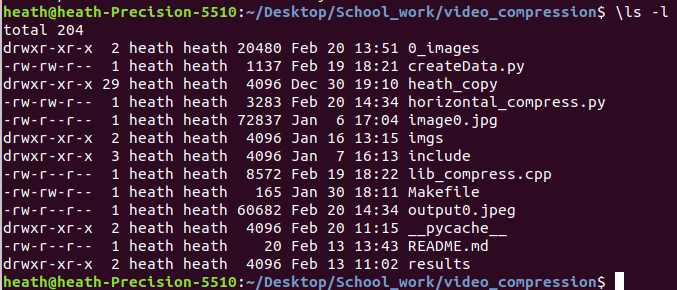 heath@heath-Precision-5510:~/Desktop/School_work/video_compression$ \ls -l
total 204
drwxr-xr-x  2 heath heath 20480 Feb 20 13:51 0_images
-rw-rw-r--  1 heath heath  1137 Feb 19 18:21 createData.py
drwxr-xr-x 29 heath heath  4096 Dec 30 19:10 heath_copy
-rw-rw-r--  1 heath heath  3283 Feb 20 14:34 horizontal_compress.py
-rw-r--r--  1 heath heath 72837 Jan  6 17:04 image0.jpg
drwxr-xr-x  2 heath heath  4096 Jan 16 13:15 imgs
drwxr-xr-x  3 heath heath  4096 Jan  7 16:13 include
-rw-r--r--  1 heath heath  8572 Feb 19 18:22 lib_compress.cpp
-rw-rw-r--  1 heath heath   165 Jan 30 18:11 Makefile
-rw-r--r--  1 heath heath 60682 Feb 20 14:34 output0.jpeg
drwxr-xr-x  2 heath heath  4096 Feb 20 11:15 __pycache__
-rw-r--r--  1 heath heath    20 Feb 13 13:43 README.md
drwxr-xr-x  2 heath heath  4096 Feb 13 11:02 results
heath@heath-Precision-5510:~/Desktop/School_work/video_compression$